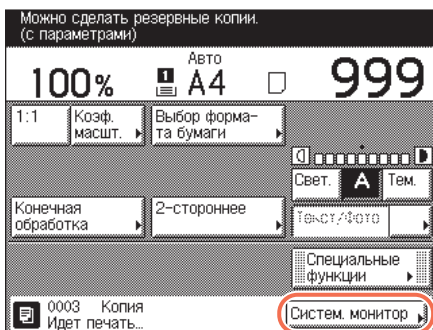 Можно сделать резервные копии.
(с параметрами)
100%
1
Авто
A4
999
1:1
Коэф.
масшт.
Выбор форма-
та бумаги
Свет.
A
Тем.
Конечная
обработка
2-стороннее
Текст/Фото
Специальные
функции
0003 Копия
Идет печать...
Систем. монитор